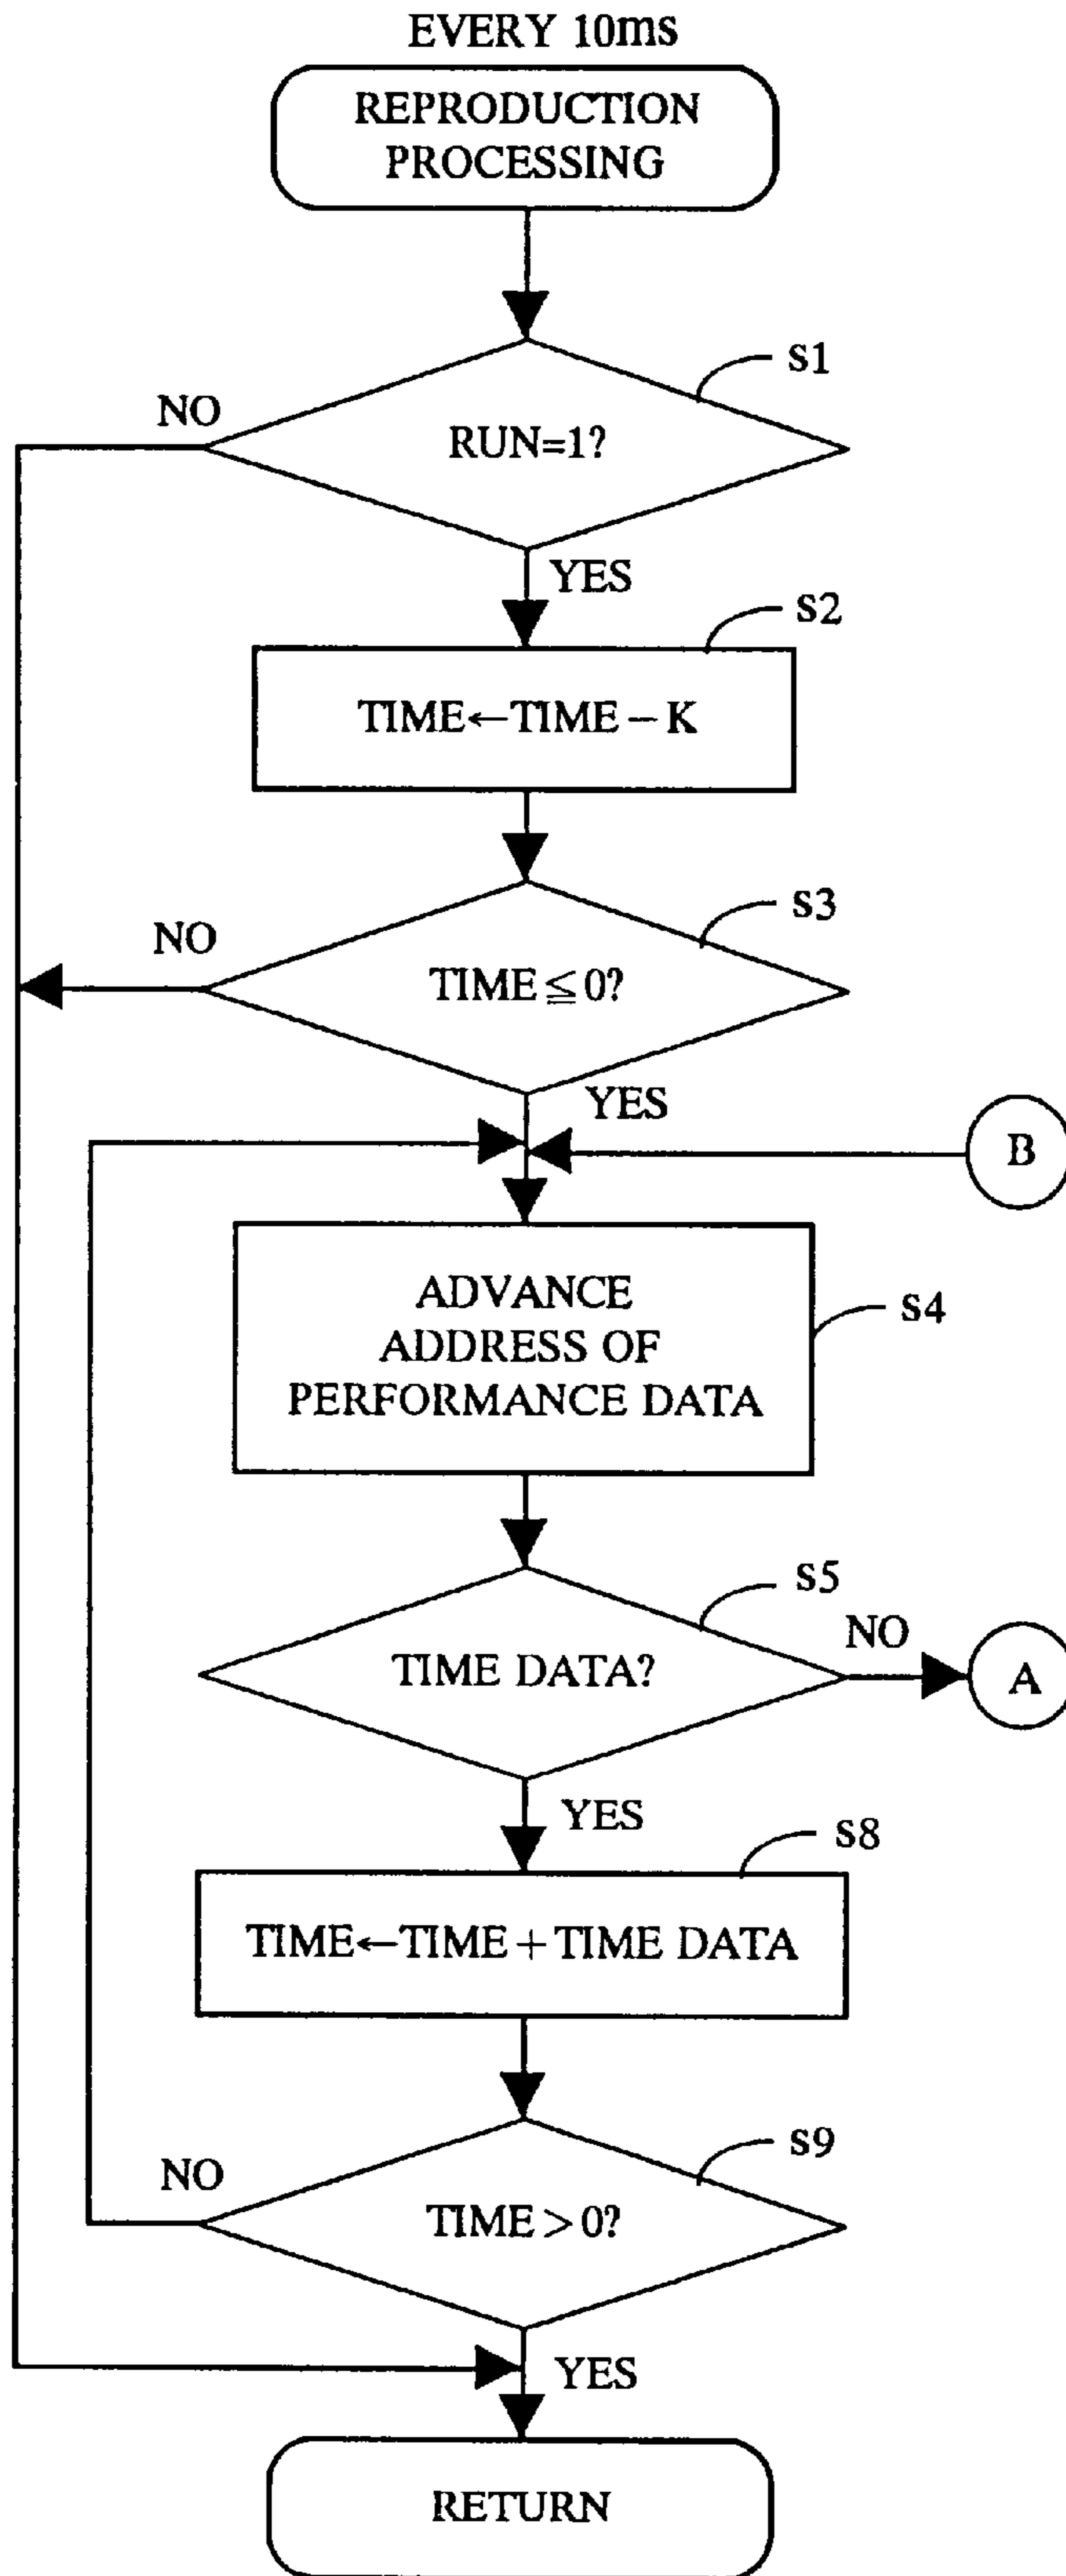 EVERY 10ms
REPRODUCTION
PROCESSING
s1
NO
RUN=1?
YES
s2
TIME←TIME－K
s3
NO
TIME≦0?
YES
B
ADVANCE
ADDRESS OF
PERFORMANCE DATA
s4
s5
NO
TIME DATA?
A
YES
s8
TIME←TIME＋TIME DATA
s9
NO
TIME＞0?
YES
RETURN